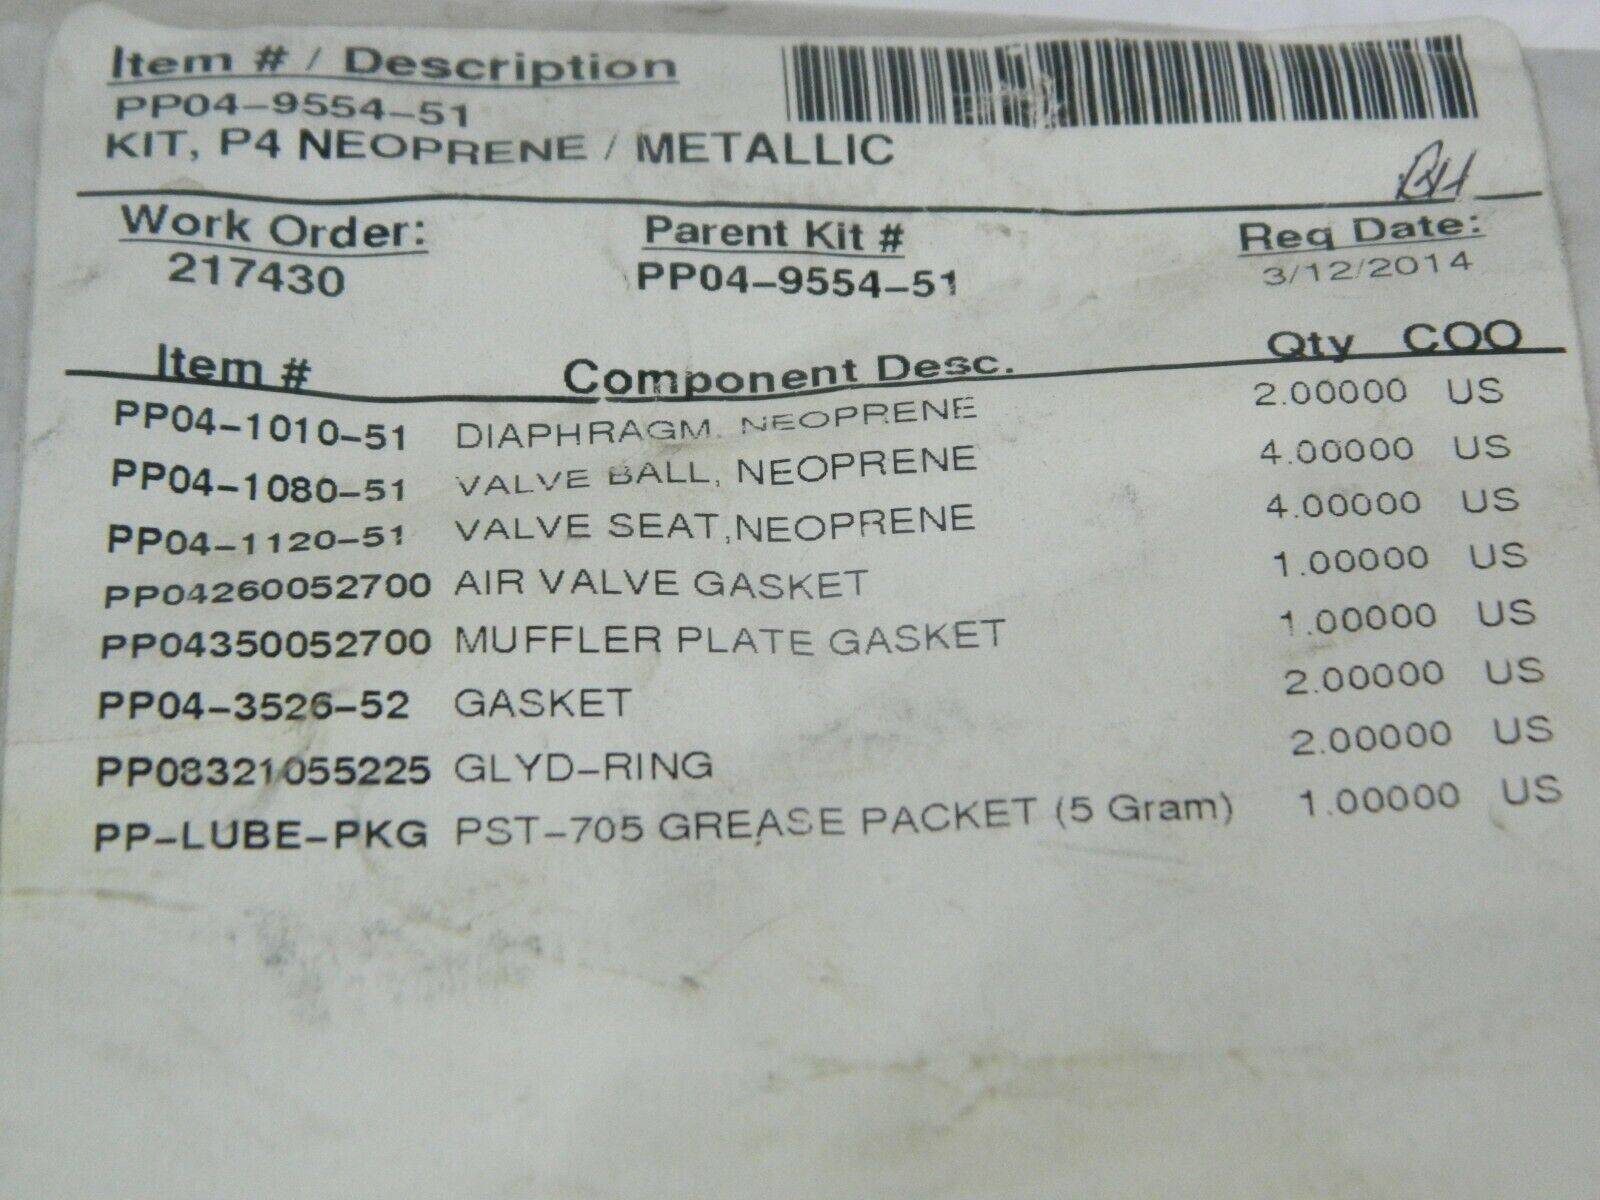 Item # / Description
PP04-9554-51
KIT, P4 NEOPRENE / METALLIC
Work Order: Parent Kit # Req Date:
217430 PP04-9554-51 3/12/2014
Item # Component Desc. Qty COO
PP04-1010-51 DIAPHRAGM, NEOPRENE 2.00000 US
PP04-1080-51 VALVE BALL, NEOPRENE 4.00000 US
PP04-1120-51 VALVE SEAT,NEOPRENE 4.00000 US
PP04260052700 AIR VALVE GASKET 1.00000 US
PP04350052700 MUFFLER PLATE GASKET 1.00000 US
PP04-3526-52 GASKET 2.00000 US
PP08321055225 GLYD-RING 2.00000 US
PP-LUBE-PKG PST-705 GREASE PACKET (5 Gram) 1.00000 US